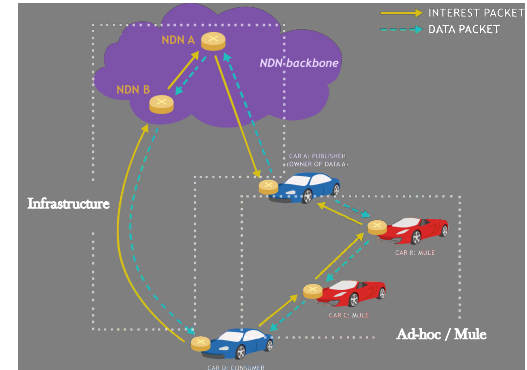 INTEREST PACKET
DATA PACKET
NDN A
NDN-backbone
NDN B
CAR A: PUBLISHER
(OWNER OF DATA A)
Infrastructure
CAR B: MULE
CAR C: MULE
Ad-hoc / Mule
CAR D: CONSUMER